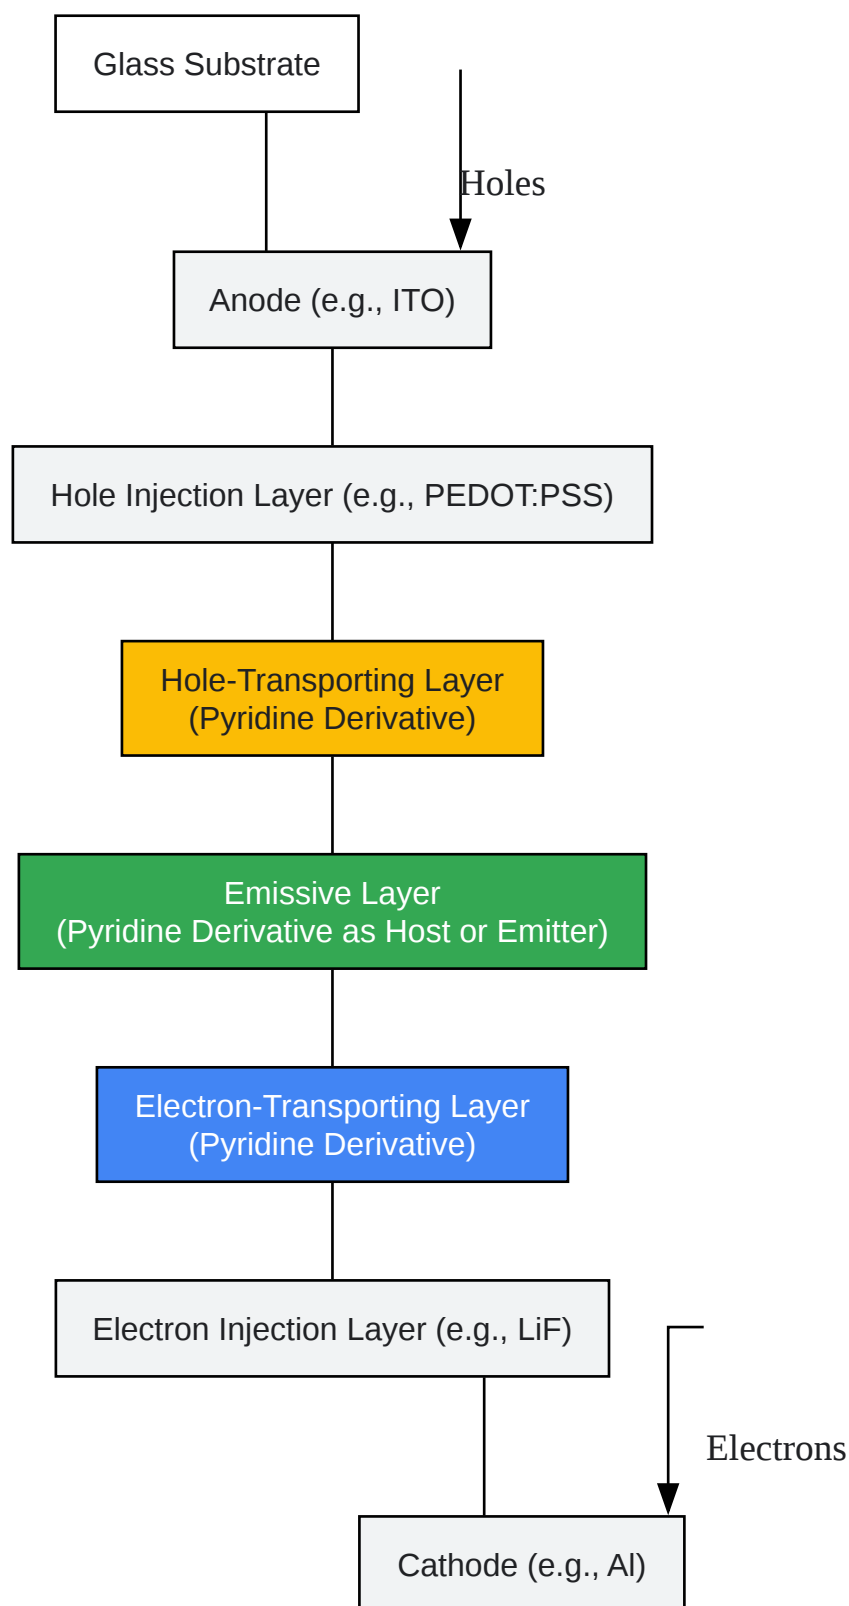 Glass Substrate
Holes
Anode (e.g., ITO)
Hole Injection Layer (e.g., PEDOT:PSS)
Hole-Transporting Layer
(Pyridine Derivative)
Emissive Layer
(Pyridine Derivative as Host or Emitter)
Electron-Transporting Layer
(Pyridine Derivative)
Electron Injection Layer (e.g., LiF)
Electrons
Cathode (e.g., Al)